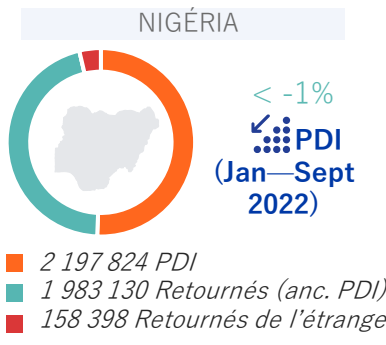 NIGÉRIA
< -1%
PDI
(Jan—Sept
2022)
2 197 824 PDI
1 983 130 Retournés (anc. PDI)
158 398 Retournés de l'étrange